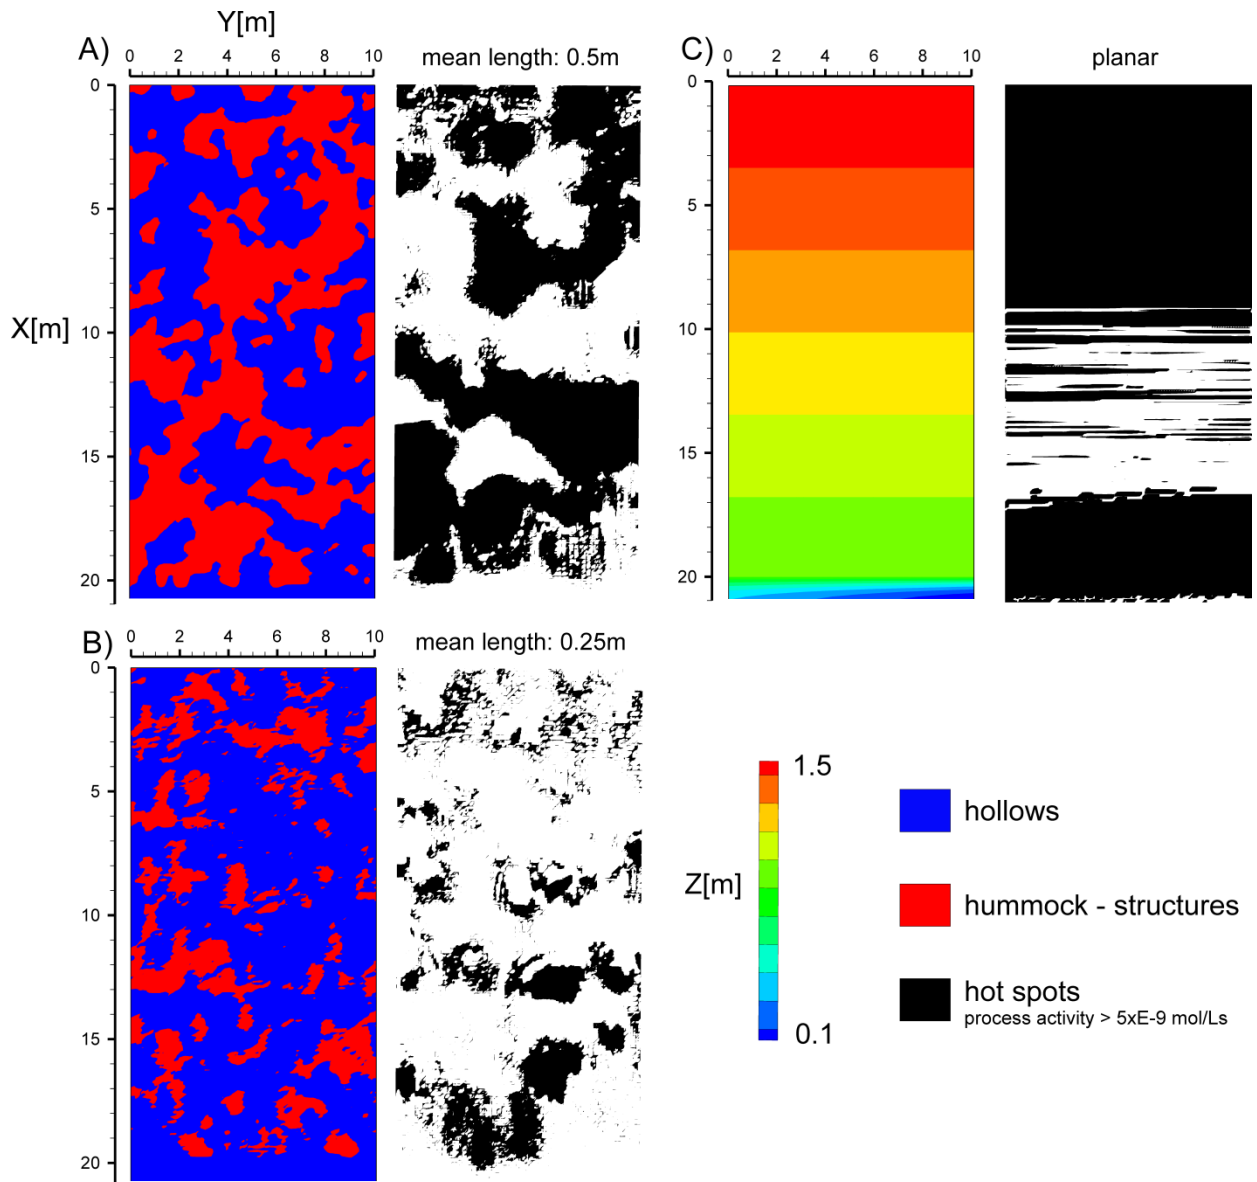 Y[m]
A)
mean length: 0.5m
C)
planar
0 2 4 6 8 10
0 2 4 6 8 10
0
5
10
15
20
X[m]
0
5
10
15
20
B)
mean length: 0.25m
0 2 4 6 8 10
0
5
10
15
20
1.5
Z[m]
0.1
hollows
hummock - structures
hot spots
process activity > 5xE-9 mol/Ls